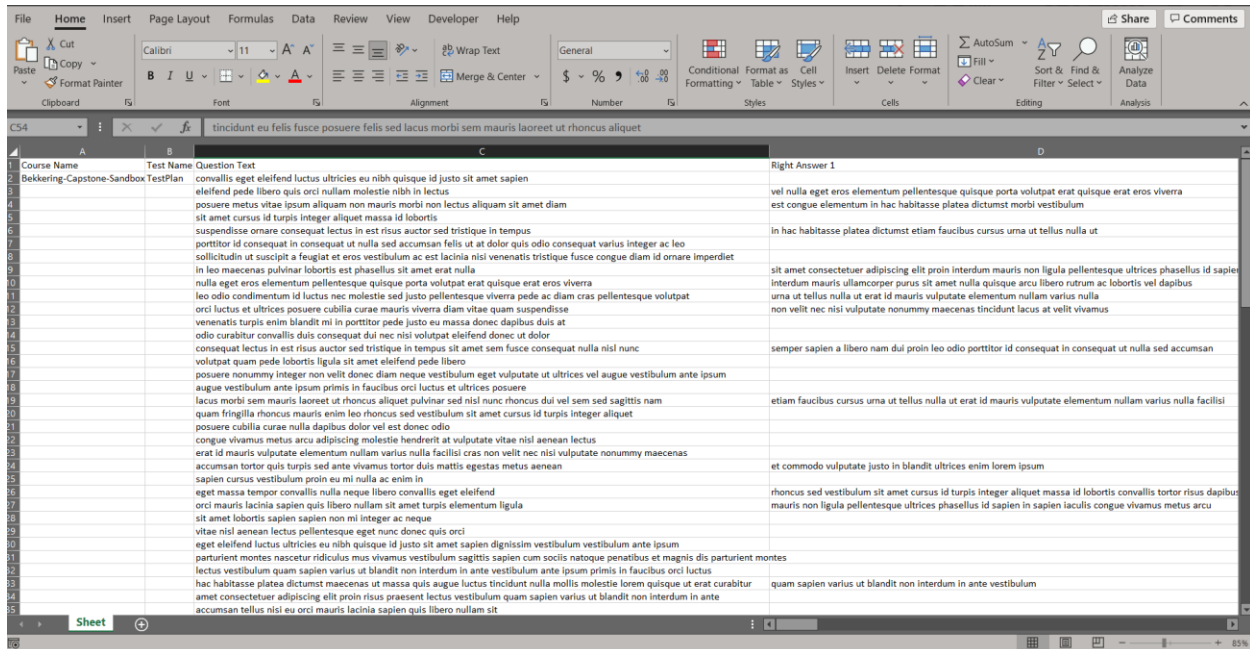 File Home Insert Page Layout Formulas Data Review View Developer Help Share Comments
Cut
Copy
Paste
Format Painter
Calibri 11 A A
B I U A
ab Wrap Text
Merge & Center
General
$ % 9 .00
Conditional Formatting Format as Table Cell Styles
Insert Delete Format
AutoSum
Fill
Clear
Sort & Filter Find & Select
Analyze Data
Clipboard Font Alignment Number Styles Cells Editing Analysis
C54 fx tincidunt eu felis fusce posuere felis sed lacus morbi sem mauris laoreet ut rhoncus aliquet
A B C D
1 Course Name Test Name Question Text Right Answer 1
2 Bekkering-Capstone-Sandbox TestPlan convallis eget eleifend luctus ultricies eu nibh quisque id justo sit amet sapien
3 eleifend pede libero quis orci nullam molestie nibh in lectus vel nulla eget eros elementum pellentesque quisque porta volutpat erat quisque erat eros viverra
4 posuere metus vitae ipsum aliquam non mauris morbi non lectus aliquam sit amet diam est congue elementum in hac habitasse platea dictumst morbi vestibulum
5 sit amet cursus id turpis integer aliquet massa id lobortis
6 suspendisse ornare consequat lectus in est risus auctor sed tristique in tempus in hac habitasse platea dictumst etiam faucibus cursus urna ut tellus nulla ut
7 porttitor id consequat in consequat ut nulla sed accumsan felis ut at dolor quis odio consequat varius integer ac leo
8 sollicitudin ut suscipit a feugiat et eros vestibulum ac est lacinia nisi venenatis tristique fusce congue diam id ornare imperdiet
9 in leo maecenas pulvinar lobortis est phasellus sit amet erat nulla sit amet consectetuer adipiscing elit proin interdum mauris non ligula pellentesque ultrices phasellus id sapien
10 nulla eget eros elementum pellentesque quisque porta volutpat erat quisque erat eros viverra interdum mauris ullamcorper purus sit amet nulla quisque arcu libero rutrum ac lobortis vel dapibus
11 leo odio condimentum id luctus nec molestie sed justo pellentesque viverra pede ac diam cras pellentesque volutpat urna ut tellus nulla ut erat id mauris vulputate elementum nullam varius nulla
12 orci luctus et ultrices posuere cubilia curae mauris viverra diam vitae quam suspendisse non velit nec nisi vulputate nonummy maecenas tincidunt lacus at velit vivamus
13 venenatis turpis enim blandit mi in porttitor pede justo eu massa donec dapibus duis at
14 odio curabitur convallis duis consequat dui nec nisi volutpat eleifend donec ut dolor
15 consequat lectus in est risus auctor sed tristique in tempus sit amet sem fusce consequat nulla nisl nunc semper sapien a libero nam dui proin leo odio porttitor id consequat in consequat ut nulla sed accumsan
16 volutpat quam pede lobortis ligula sit amet eleifend pede libero
17 posuere nonummy integer non velit donec diam neque vestibulum eget vulputate ut ultrices vel augue vestibulum ante ipsum
18 augue vestibulum ante ipsum primis in faucibus orci luctus et ultrices posuere
19 lacus morbi sem mauris laoreet ut rhoncus aliquet pulvinar sed nisl nunc rhoncus dui vel sem sed sagittis nam etiam faucibus cursus urna ut tellus nulla ut erat id mauris vulputate elementum nullam varius nulla facilisi
20 quam fringilla rhoncus mauris enim leo rhoncus sed vestibulum sit amet cursus id turpis integer aliquet
21 posuere cubilia curae nulla dapibus dolor vel est donec odio
22 congue vivamus metus arcu adipiscing molestie hendrerit at vulputate vitae nisl aenean lectus
23 erat id mauris vulputate elementum nullam varius nulla facilisi cras non velit nec nisi vulputate nonummy maecenas
24 accumsan tortor quis turpis sed ante vivamus tortor duis mattis egestas metus aenean et commodo vulputate justo in blandit ultrices enim lorem ipsum
25 sapien cursus vestibulum proin eu mi nulla ac enim in
26 eget massa tempor convallis nulla neque libero convallis eget eleifend rhoncus sed vestibulum sit amet cursus id turpis integer aliquet massa id lobortis convallis tortor risus dapibus
27 orci mauris lacinia sapien quis libero nullam sit amet turpis elementum ligula mauris non ligula pellentesque ultrices phasellus id sapien in sapien iaculis congue vivamus metus arcu
28 sit amet lobortis sapien sapien non mi integer ac neque
29 vitae nisl aenean lectus pellentesque eget nunc donec quis orci
30 eget eleifend luctus ultricies eu nibh quisque id justo sit amet sapien dignissim vestibulum vestibulum ante ipsum
31 parturient montes nascetur ridiculus mus vivamus vestibulum sagittis sapien cum sociis natoque penatibus et magnis dis parturient montes
32 lectus vestibulum quam sapien varius ut blandit non interdum in ante vestibulum ante ipsum primis in faucibus orci luctus
33 hac habitasse platea dictumst maecenas ut massa quis augue luctus tincidunt nulla mollis molestie lorem quisque ut erat curabitur quam sapien varius ut blandit non interdum in ante vestibulum
34 amet consectetuer adipiscing elit proin risus praesent lectus vestibulum quam sapien varius ut blandit non interdum in ante
35 accumsan tellus nisi eu orci mauris lacinia sapien quis libero nullam sit
Sheet
85%